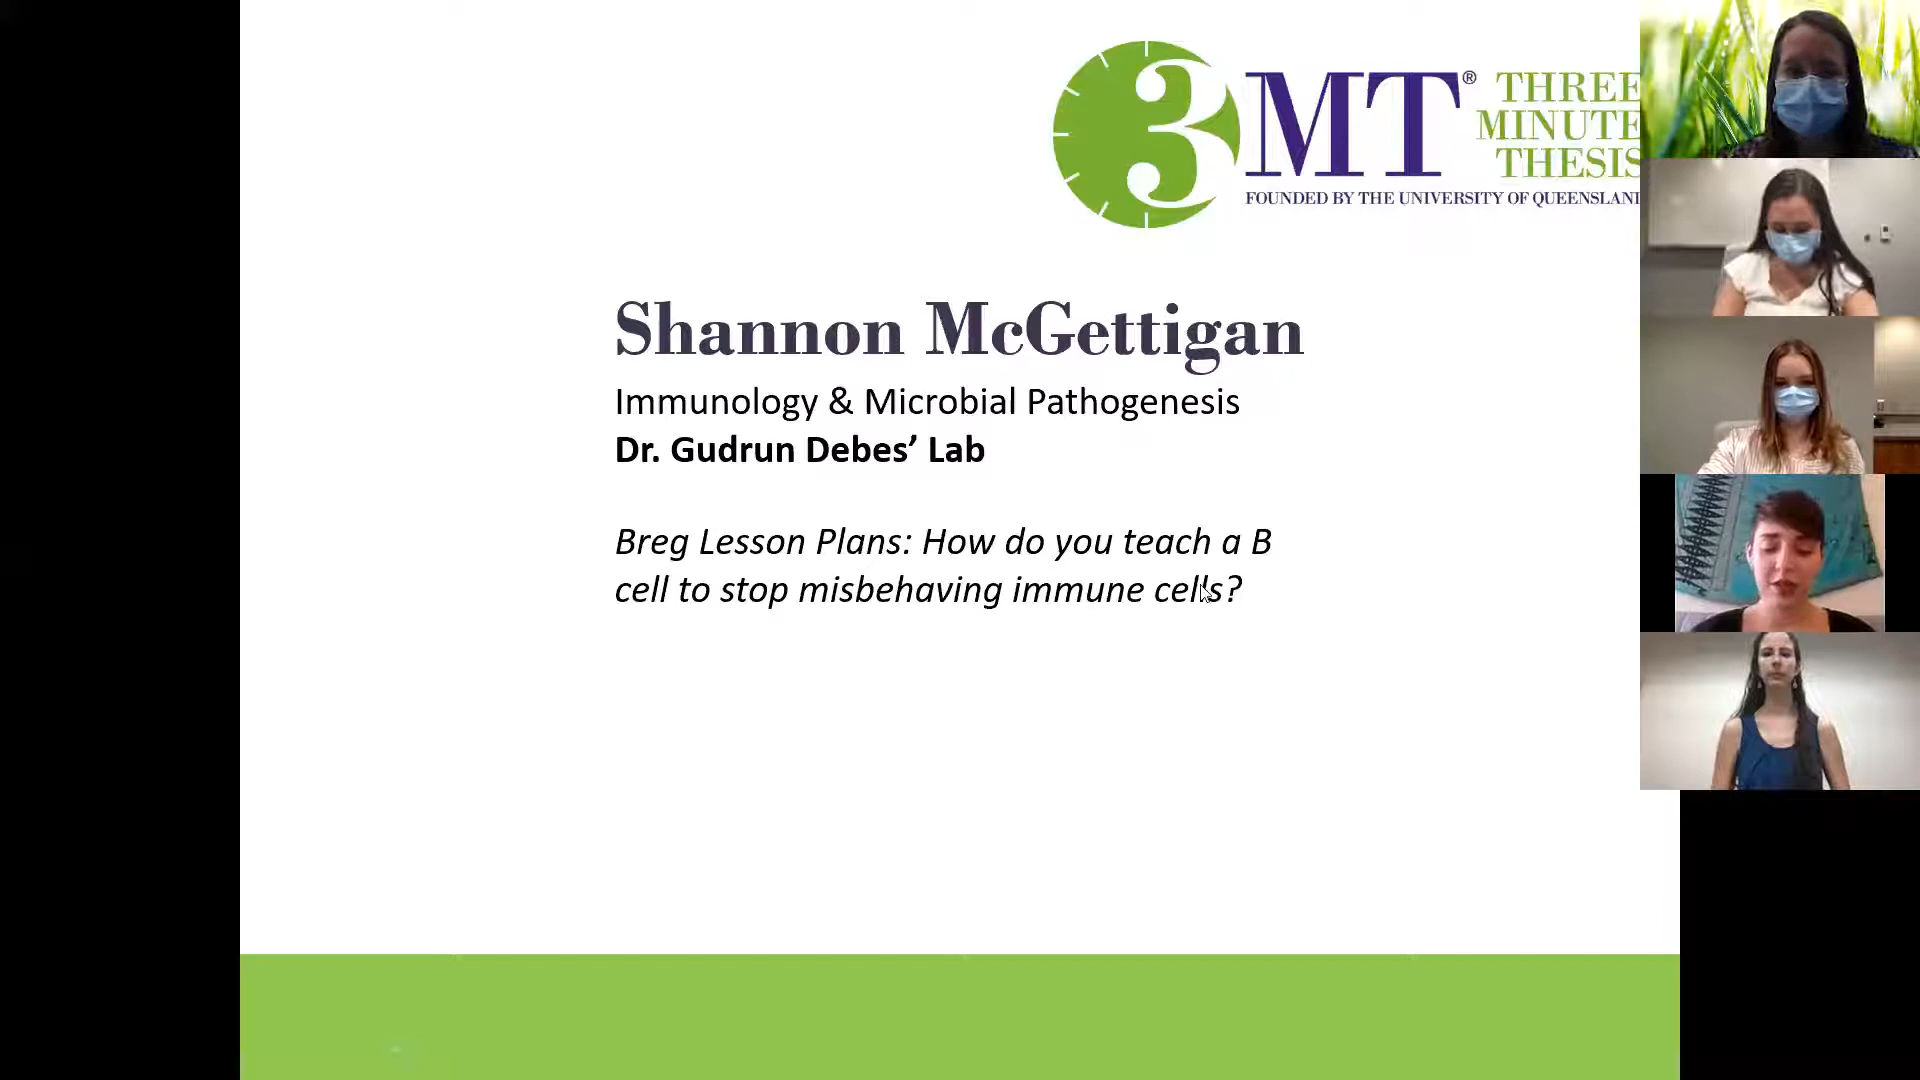 3MT® THREE
MINUTE
THESIS
FOUNDED BY THE UNIVERSITY OF QUEENSLAND
Shannon McGettigan
Immunology & Microbial Pathogenesis
Dr. Gudrun Debes’ Lab
Breg Lesson Plans: How do you teach a B
cell to stop misbehaving immune cells?